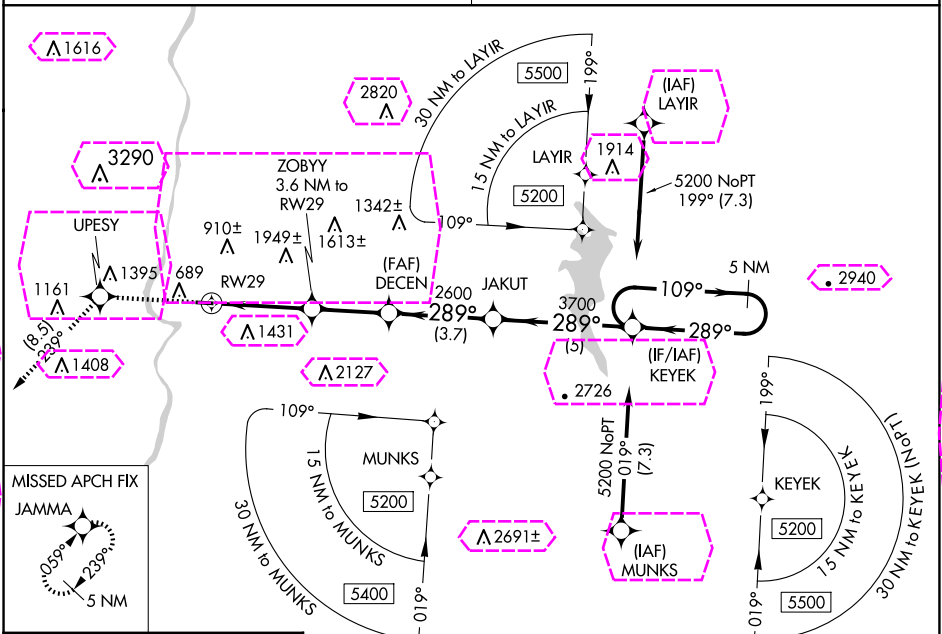 1616
2820
3290
30 NM to LAYIR
5500
199°
15 NM to LAYIR
LAYIR
5200
109°
1914
(IAF)
LAYIR
5200 NoPT
199° (7.3)
ZOBYY
3.6 NM to
RW29
910±
1949±
1613±
1342±
UPESY
1161
1395
689
RW29
(FAF)
DECEN
2600
289°
(3.7)
JAKUT
3700
289°
(5)
109°
5 NM
289°
2940
(IF/IAF)
KEYEK
2726
(8.5)
239°
1408
1431
2127
109°
15 NM to MUNKS
30 NM to MUNKS
MUNKS
5200
5400
019°
2691±
5200 NoPT
019°
(7.3)
(IAF)
MUNKS
199°
KEYEK
5200
15 NM to KEYEK
30 NM to KEYEK (NoPT)
5500
019°
MISSED APCH FIX
JAMMA
059°
239°
5 NM